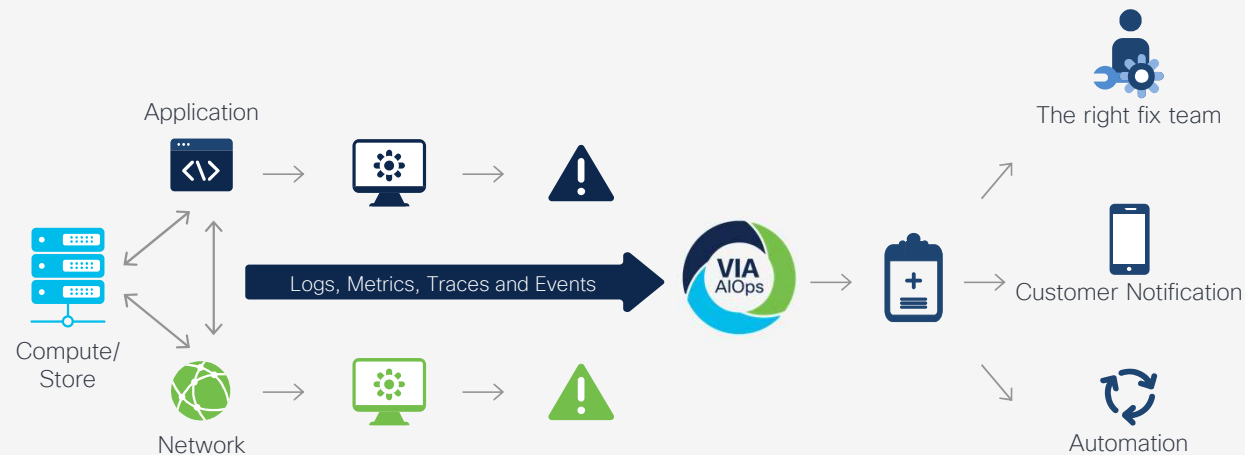 The right fix team
Application
Logs, Metrics, Traces and Events
VIA
AIOps
Customer Notification
Compute/
Store
Network
Automation